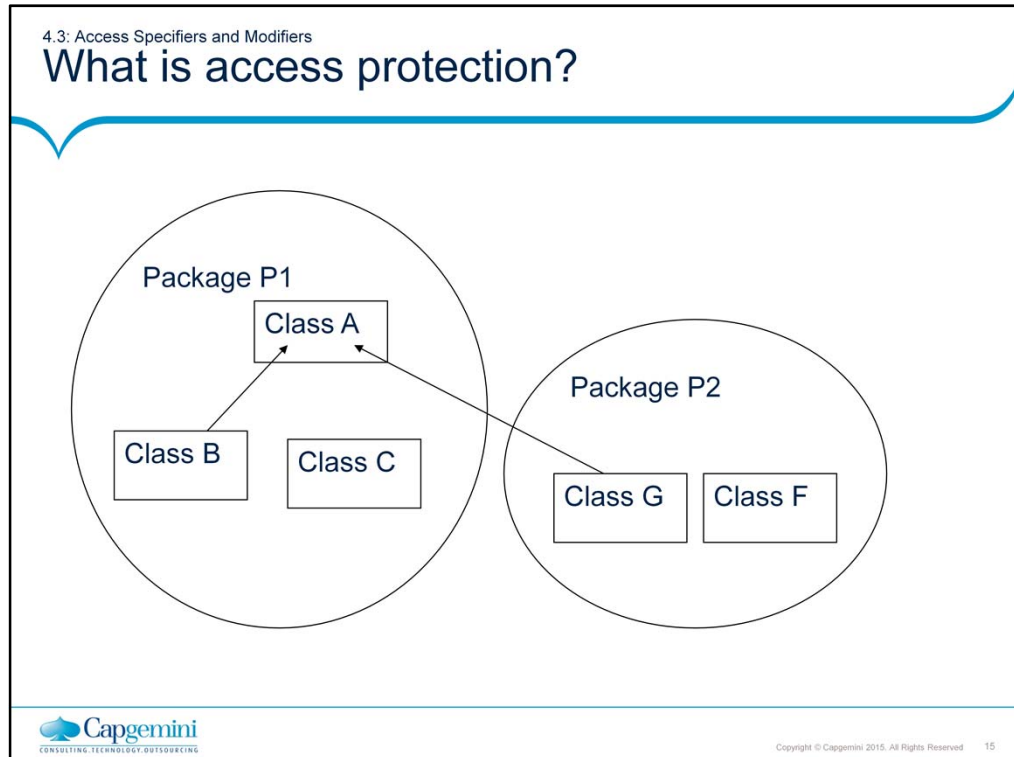 4.3: Access Specifiers and Modifiers
What is access protection?
Package P1
Class A
Package P2
Class B
Class C
Class G
Class F
Capgemini
CONSULTING.TECHNOLOGY.OUTSOURCING
Copyright © Capgemini 2015. All Rights Reserved 15